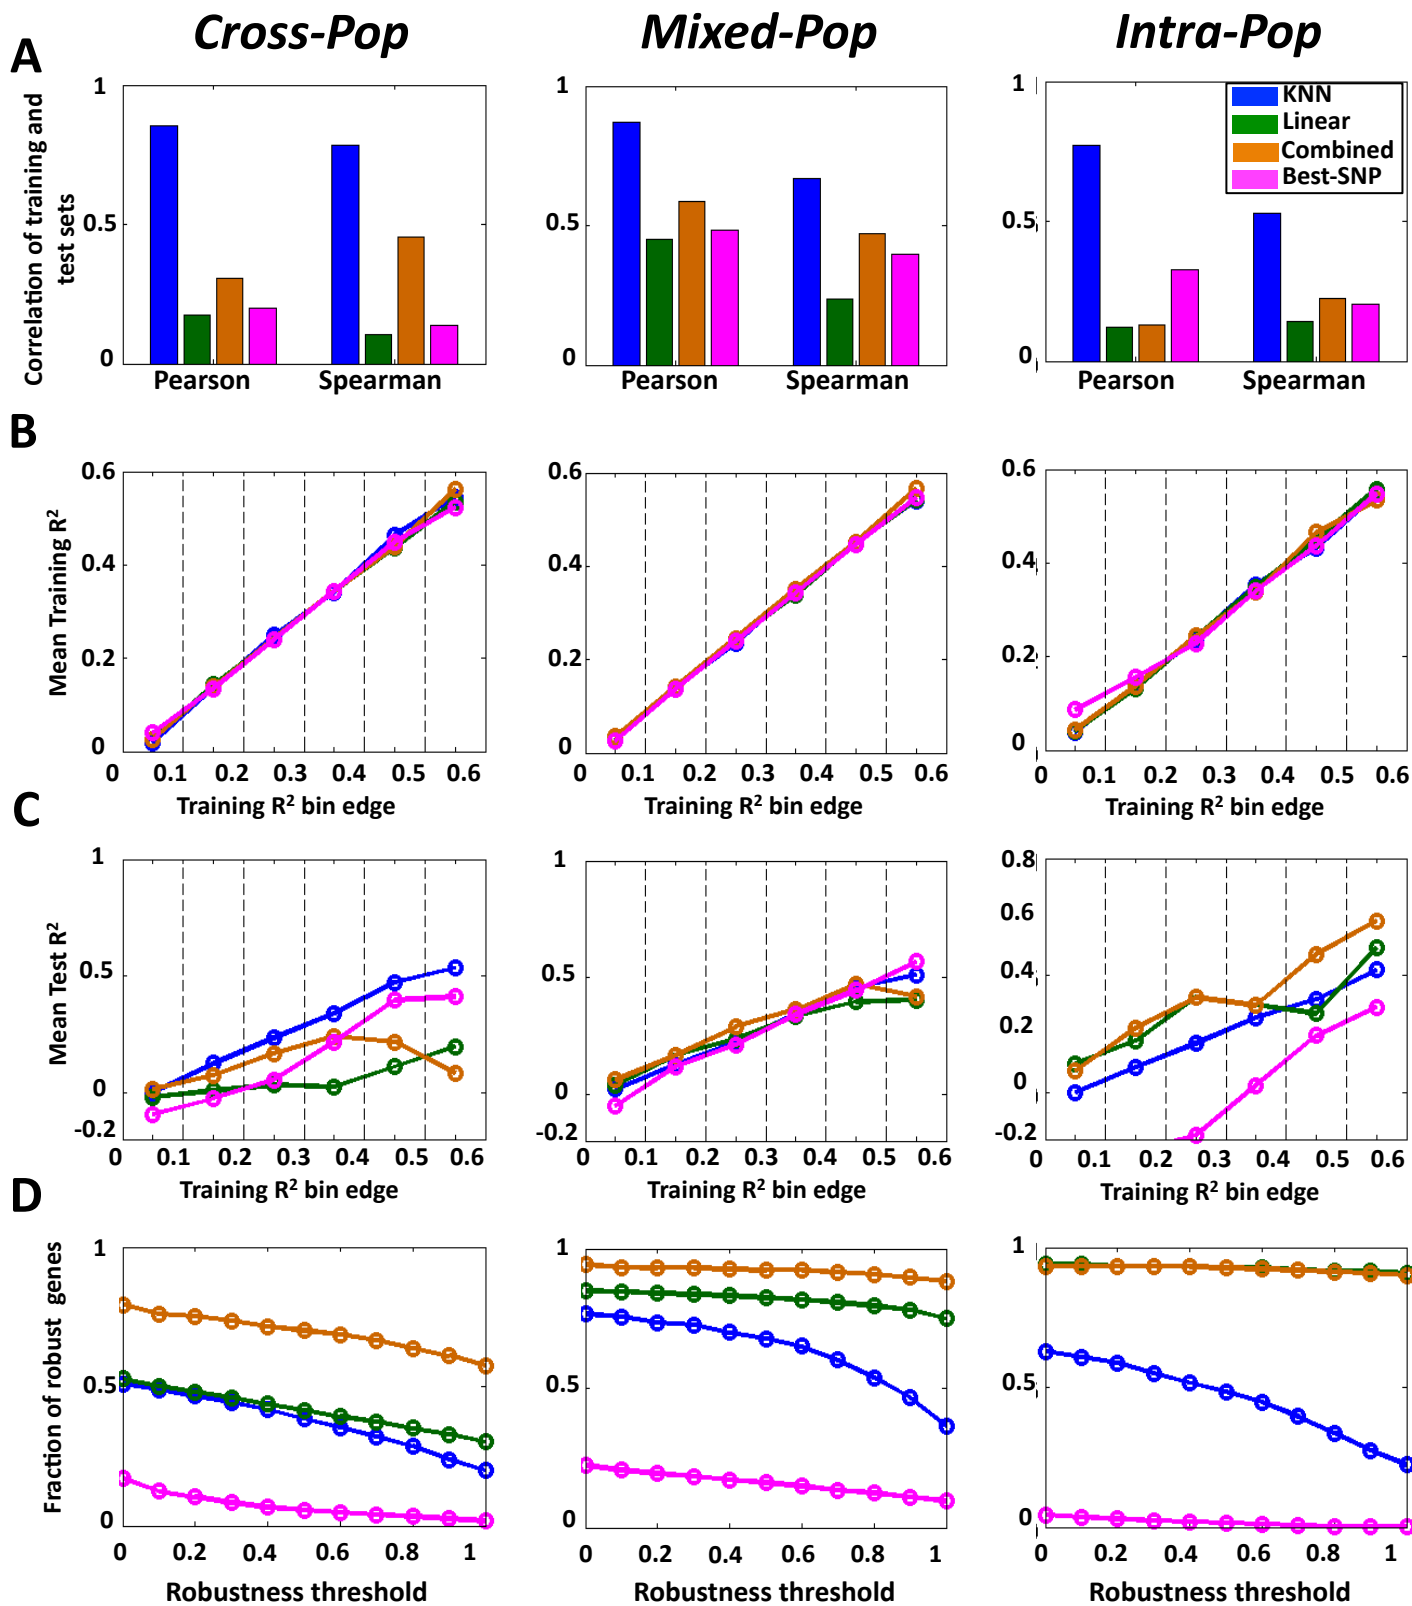 Cross-Pop Mixed-Pop Intra-Pop
A
Correlation of training and
test sets
1
0.5
0
Pearson Spearman
1
0.5
0
Pearson Spearman
1
0.5
0
Pearson Spearman
KNN
Linear
Combined
Best-SNP
B
Mean Training R²
0.6
0.4
0.2
0
0 0.1 0.2 0.3 0.4 0.5 0.6
Training R² bin edge
0.6
0.4
0.2
0
0 0.1 0.2 0.3 0.4 0.5 0.6
Training R² bin edge
0.6
0.4
0.2
0
0 0.1 0.2 0.3 0.4 0.5 0.6
Training R² bin edge
C
Mean Test R²
1
0.5
0
-0.2
0 0.1 0.2 0.3 0.4 0.5 0.6
Training R² bin edge
1
0.5
0
-0.2
0 0.1 0.2 0.3 0.4 0.5 0.6
Training R² bin edge
0.8
0.6
0.4
0.2
0
-0.2
0 0.1 0.2 0.3 0.4 0.5 0.6
Training R² bin edge
D
Fraction of robust genes
1
0.5
0
0 0.2 0.4 0.6 0.8 1
Robustness threshold
1
0.5
0
0 0.2 0.4 0.6 0.8 1
Robustness threshold
1
0.5
0
0 0.2 0.4 0.6 0.8 1
Robustness threshold